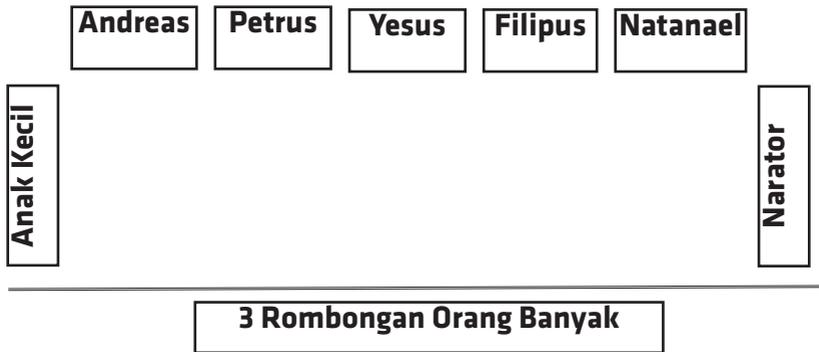 Andreas
Petrus
Yesus
Filipus
Natanael
Anak Kecil
Narator
3 Rombongan Orang Banyak